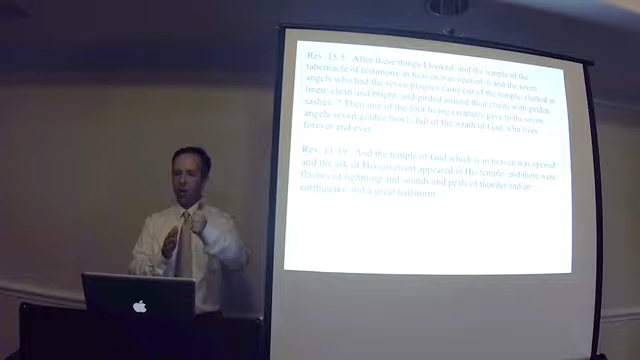 Rev. 15:5 After these things I looked, and the temple of the
tabernacle of testimony in heaven was opened, 6 and the seven
angels who had the seven plagues came out of the temple, clothed in
linen, clean and bright, and girded around their chests with golden
sashes. 7 Then one of the four living creatures gave to the seven
angels seven golden bowls full of the wrath of God, who lives
forever and ever.
Rev. 11:19 And the temple of God which is in heaven was opened;
and the ark of His covenant appeared in His temple, and there were
flashes of lightning and sounds and peals of thunder and an
earthquake and a great hailstorm.